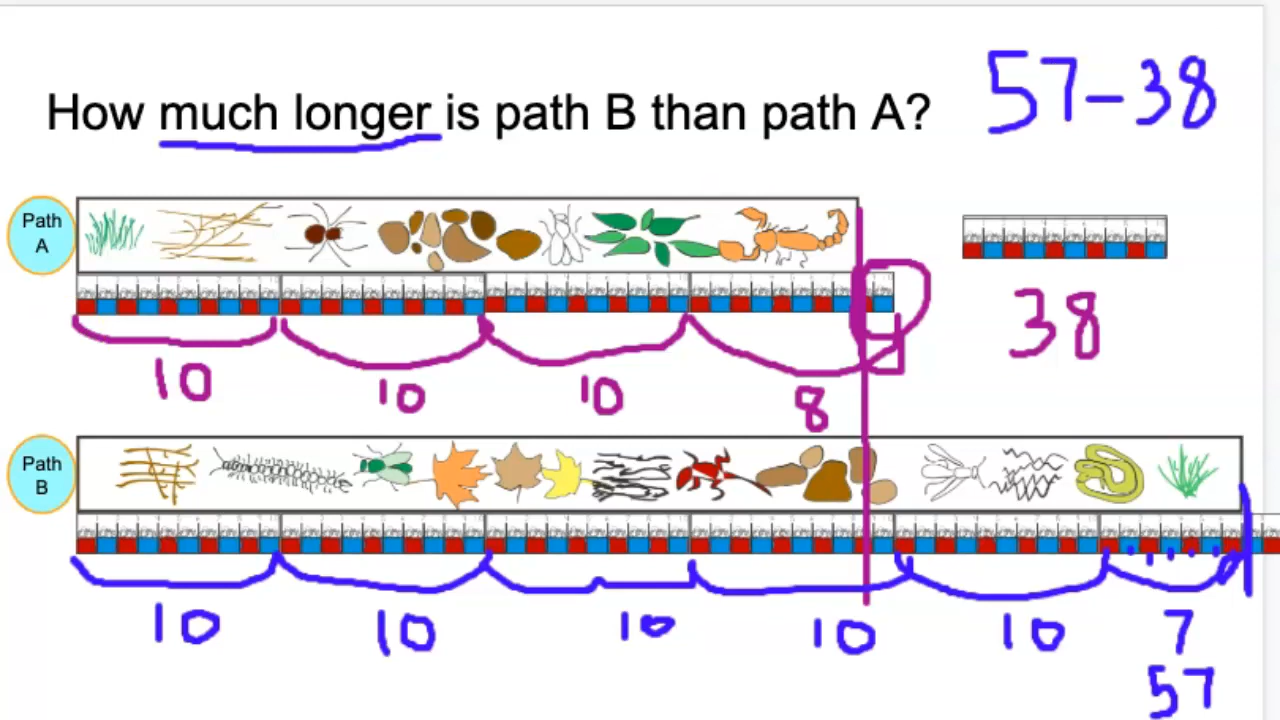 57-38
How much longer is path B than path A?
Path
A
38
10 10 10 8
Path
B
10 10 10 10 10 7
57